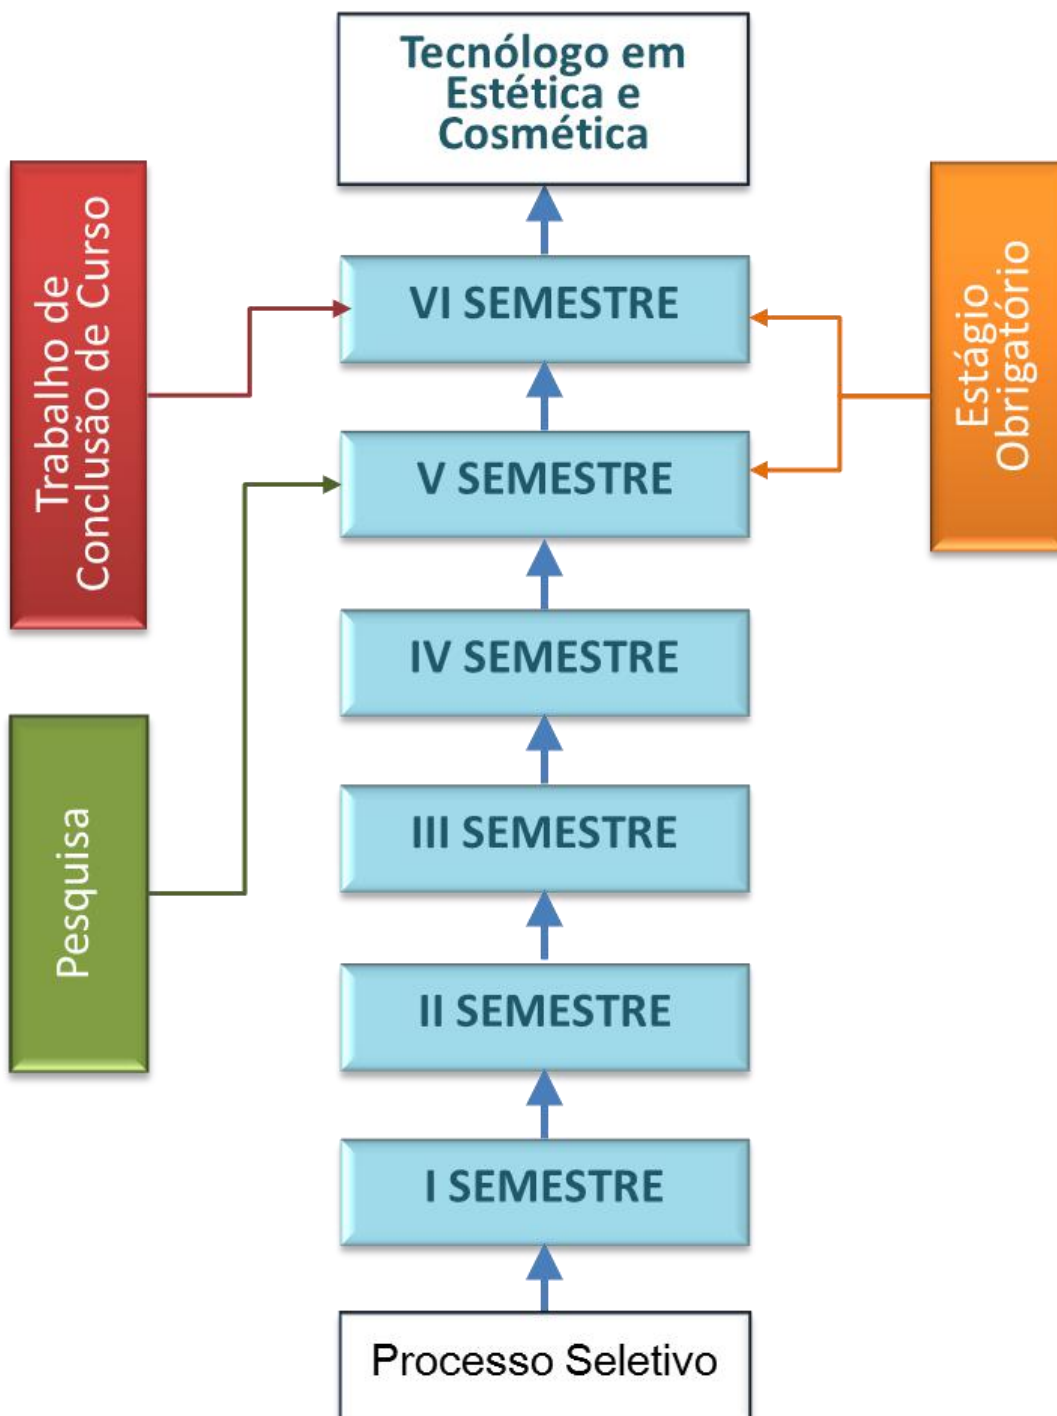 Tecnólogo em
Estética e
Cosmética
Trabalho de
Conclusão de Curso
Estágio
Obrigatório
VI SEMESTRE
V SEMESTRE
IV SEMESTRE
Pesquisa
III SEMESTRE
II SEMESTRE
I SEMESTRE
Processo Seletivo